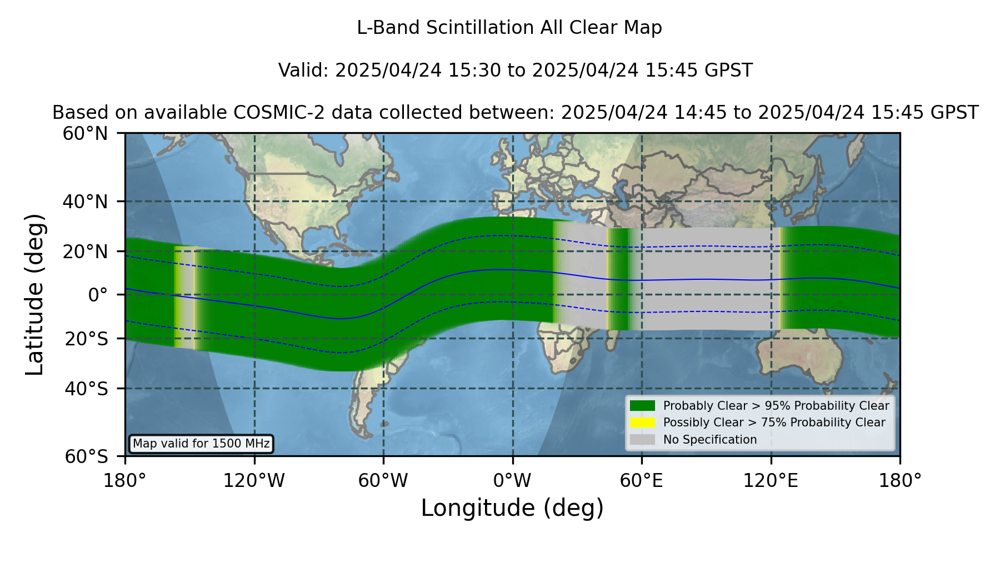 L-Band Scintillation All Clear Map
Valid: 2025/04/24 15:30 to 2025/04/24 15:45 GPST
Based on available COSMIC-2 data collected between: 2025/04/24 14:45 to 2025/04/24 15:45 GPST
60°N
40°N
20°N
0°
20°S
40°S
60°S
Latitude (deg)
Probably Clear > 95% Probability Clear
Possibly Clear > 75% Probability Clear
No Specification
Map valid for 1500 MHz
180° 120°W 60°W 0°W 60°E 120°E 180°
Longitude (deg)